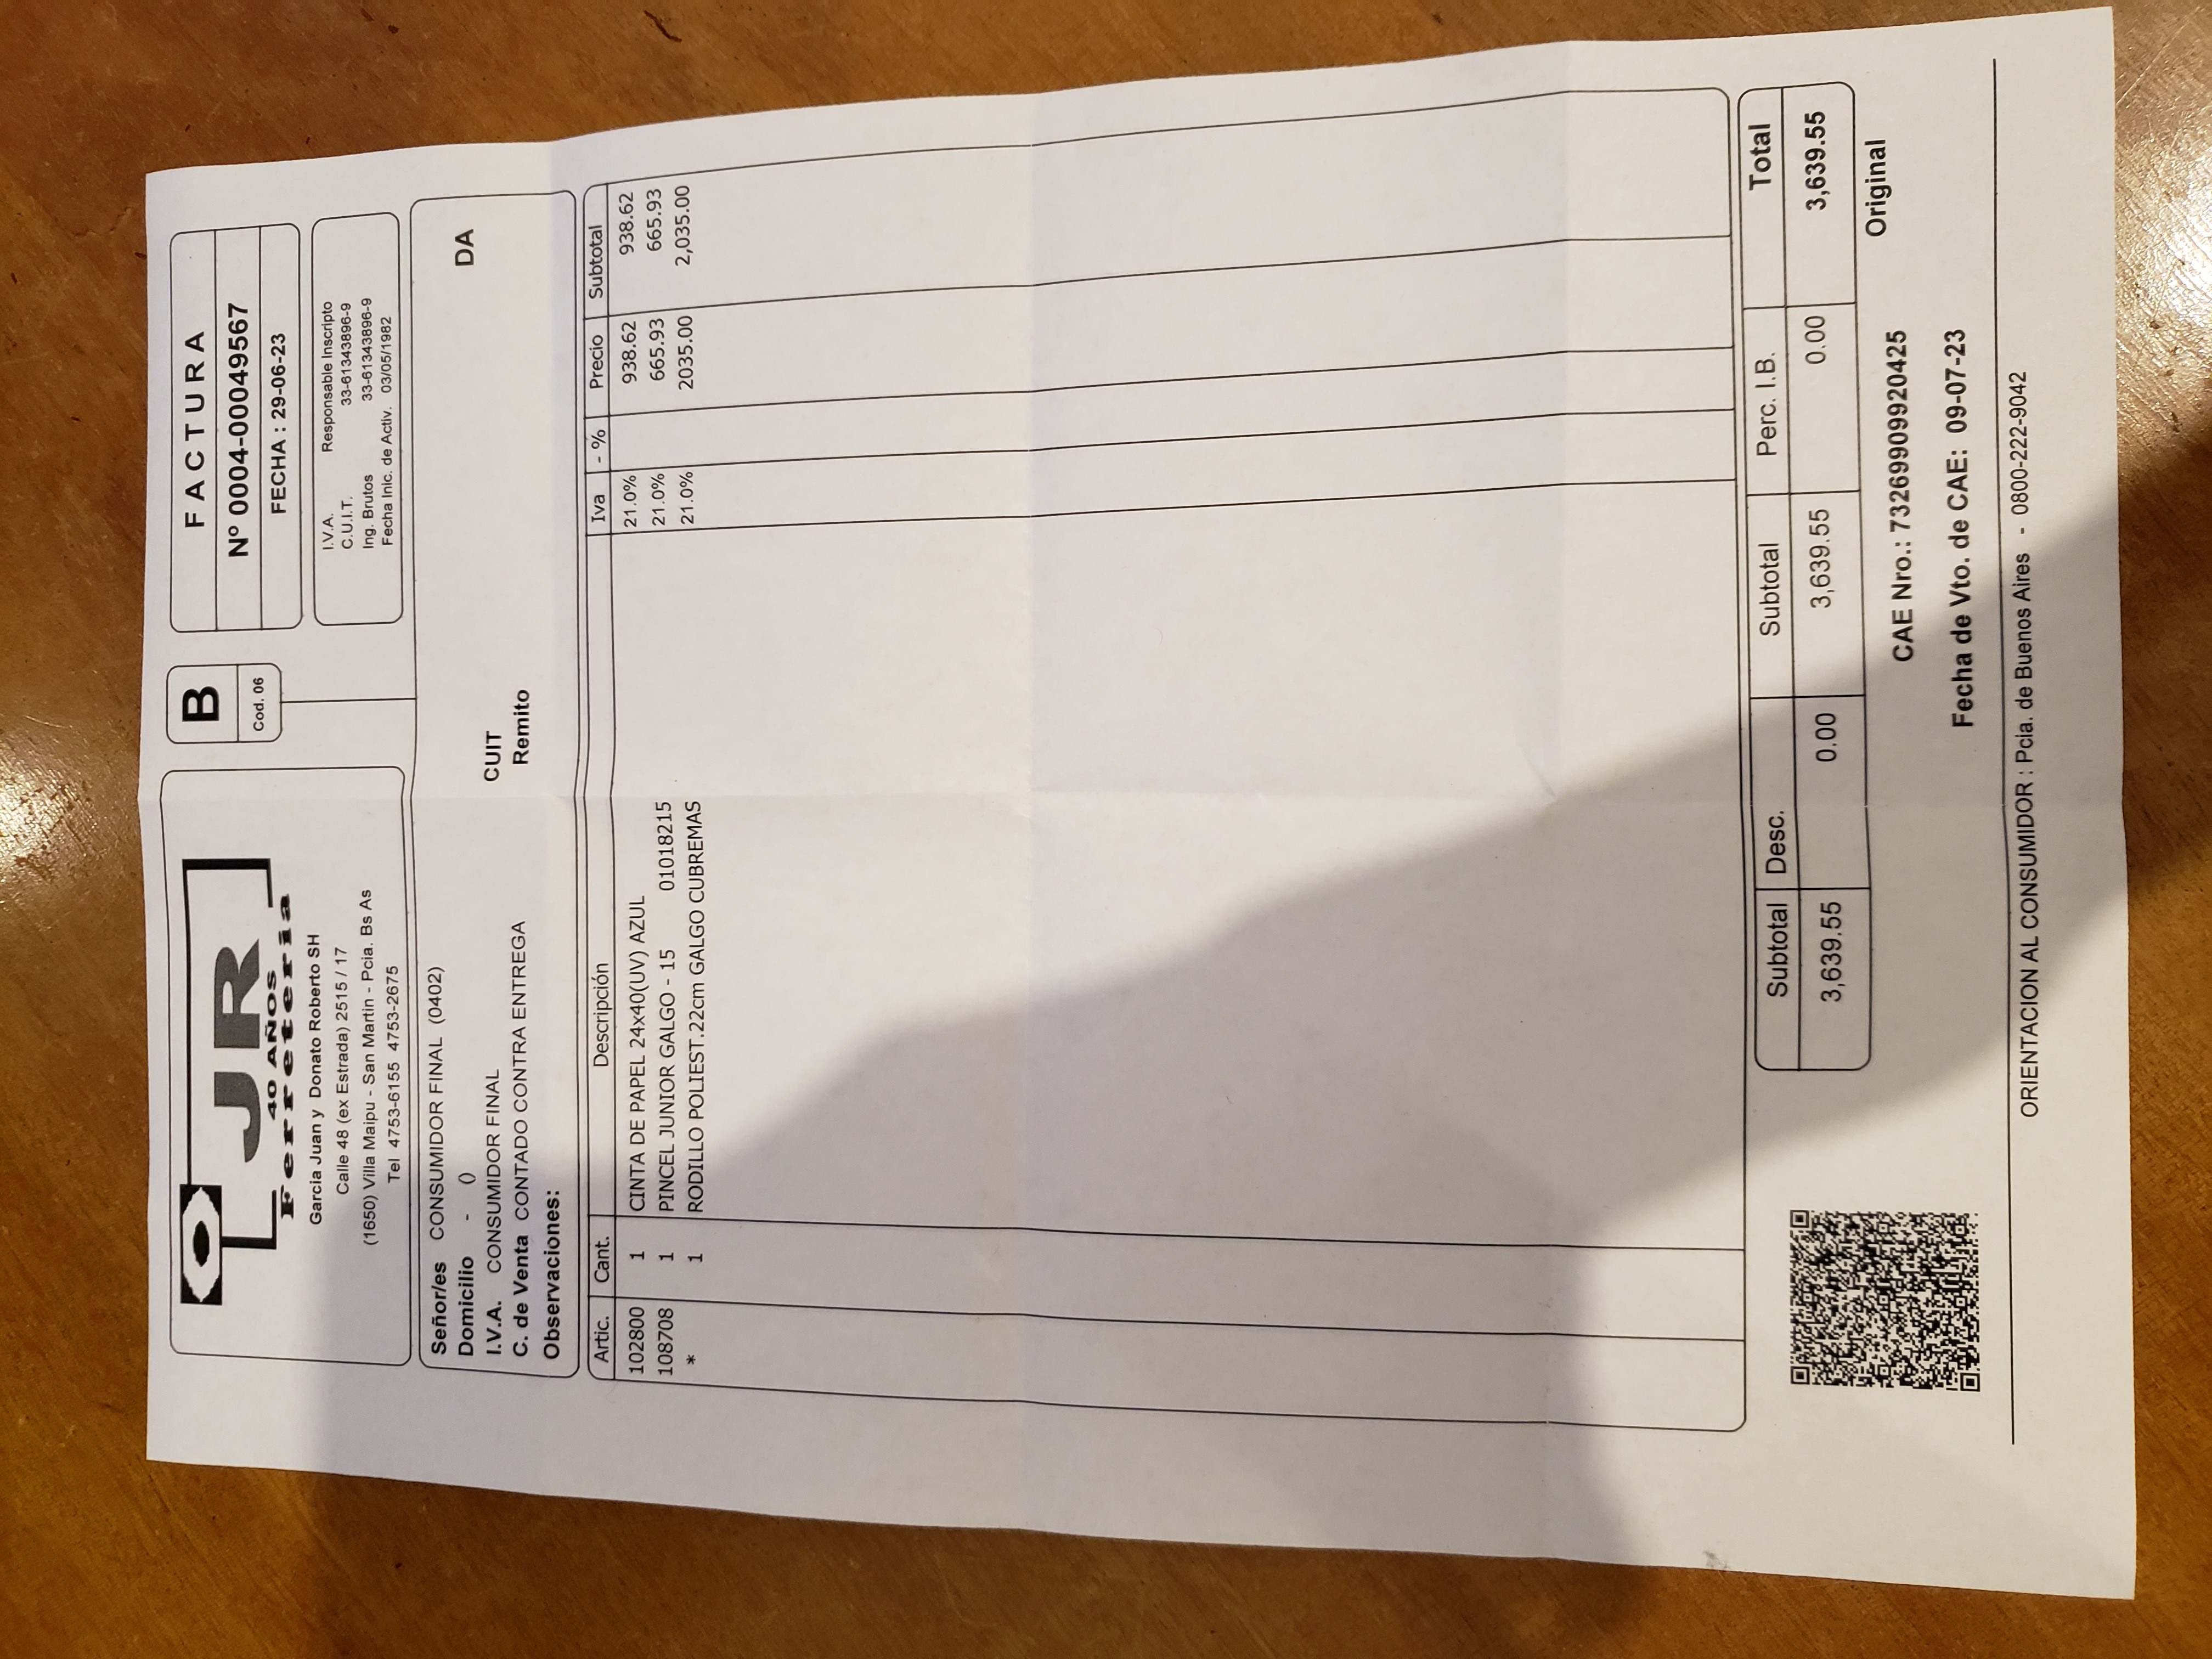 JR
40 AÑOS
Ferreteria
Garcia Juan y Donato Roberto SH
Calle 48 (ex Estrada) 2515 / 17
(1650) Villa Maipu - San Martin - Pcia. Bs As
Tel 4753-6155 4753-2675
B
Cod. 06
FACTURA
Nº 0004-00049567
FECHA : 29-06-23
I.V.A. Responsable Inscripto
C.U.I.T. 33-61343896-9
Ing. Brutos 33-61343896-9
Fecha Inic. de Activ. 03/05/1982
Señor/es CONSUMIDOR FINAL (0402)
Domicilio - () DA
I.V.A. CONSUMIDOR FINAL CUIT
C. de Venta CONTADO CONTRA ENTREGA Remito
Observaciones:
Artic. Cant. Descripción Iva - % Precio Subtotal
102800 1 CINTA DE PAPEL 24x40(UV) AZUL 21.0% 938.62 938.62
108708 1 PINCEL JUNIOR GALGO - 15 01018215 21.0% 665.93 665.93
* 1 RODILLO POLIEST.22cm GALGO CUBREMAS 21.0% 2035.00 2,035.00
Subtotal Desc. Subtotal Perc. I.B. Total
3,639.55 0.00 3,639.55 0.00 3,639.55
Original
CAE Nro.: 73269909920425
Fecha de Vto. de CAE: 09-07-23
ORIENTACION AL CONSUMIDOR : Pcia. de Buenos Aires - 0800-222-9042